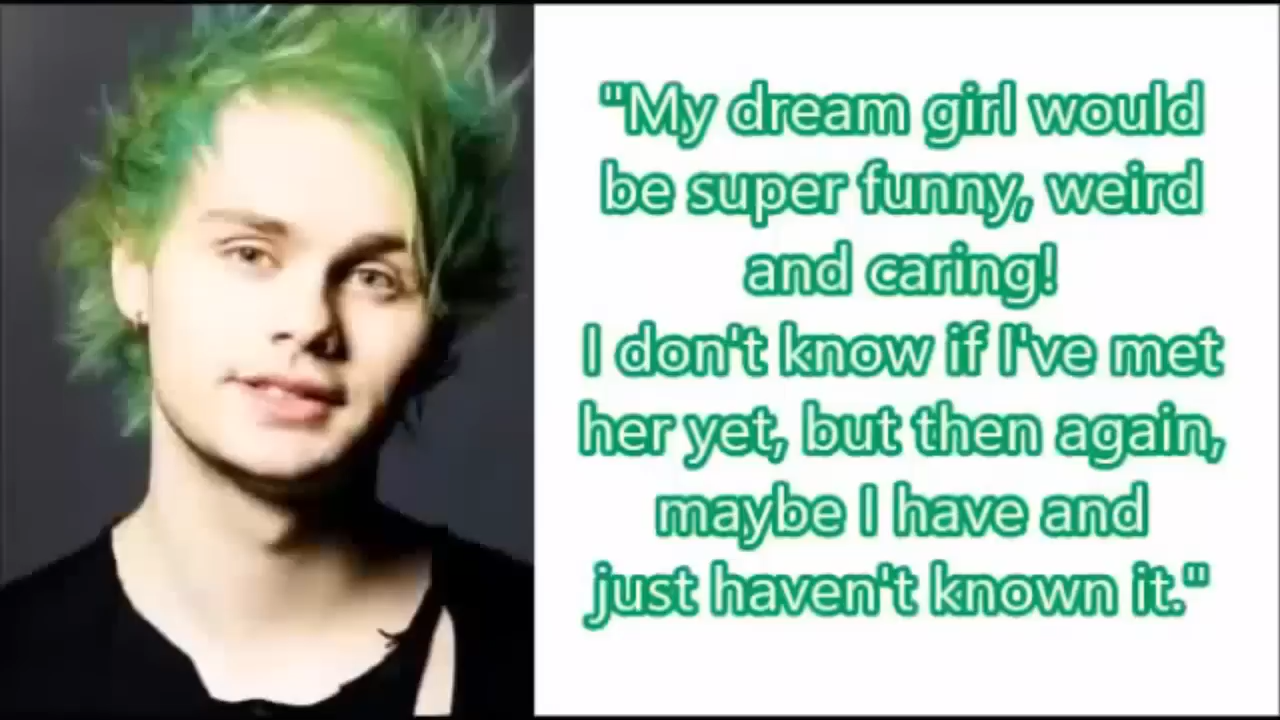 "My dream girl would
be super funny, weird
and caring!
I don't know if I've met
her yet, but then again,
maybe I have and
just haven't known it."